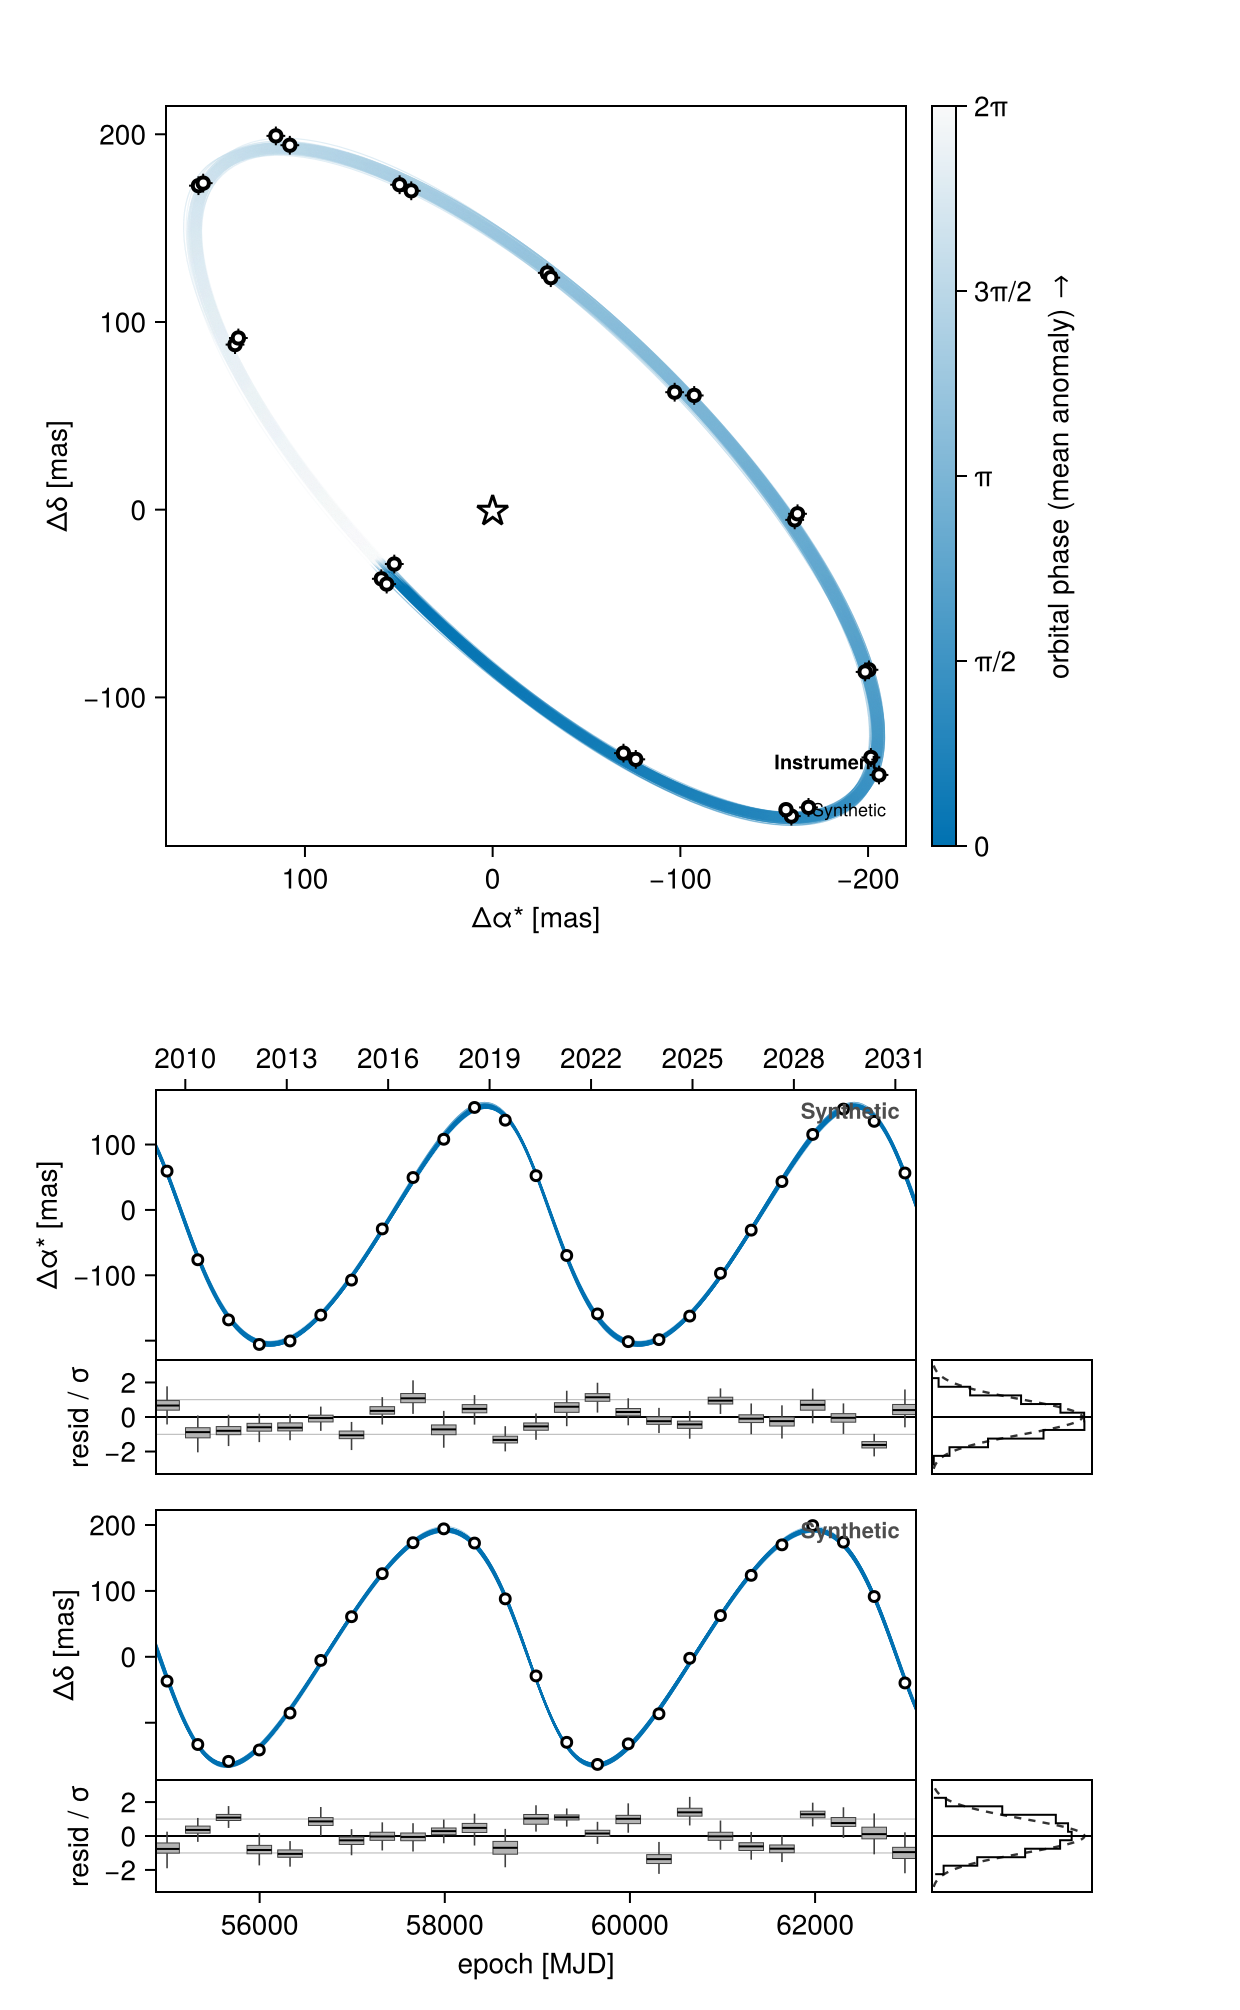 200
100
0
−100
Δδ [mas]
100
0
−100
−200
Δα* [mas]
Instrumen
Synthetic
2π
3π/2
π
π/2
0
orbital phase (mean anomaly) →
2010 2013 2016 2019 2022 2025 2028 2031
Synthetic
100
0
−100
Δα* [mas]
2
0
−2
resid / σ
Synthetic
200
100
0
Δδ [mas]
2
0
−2
resid / σ
56000 58000 60000 62000
epoch [MJD]